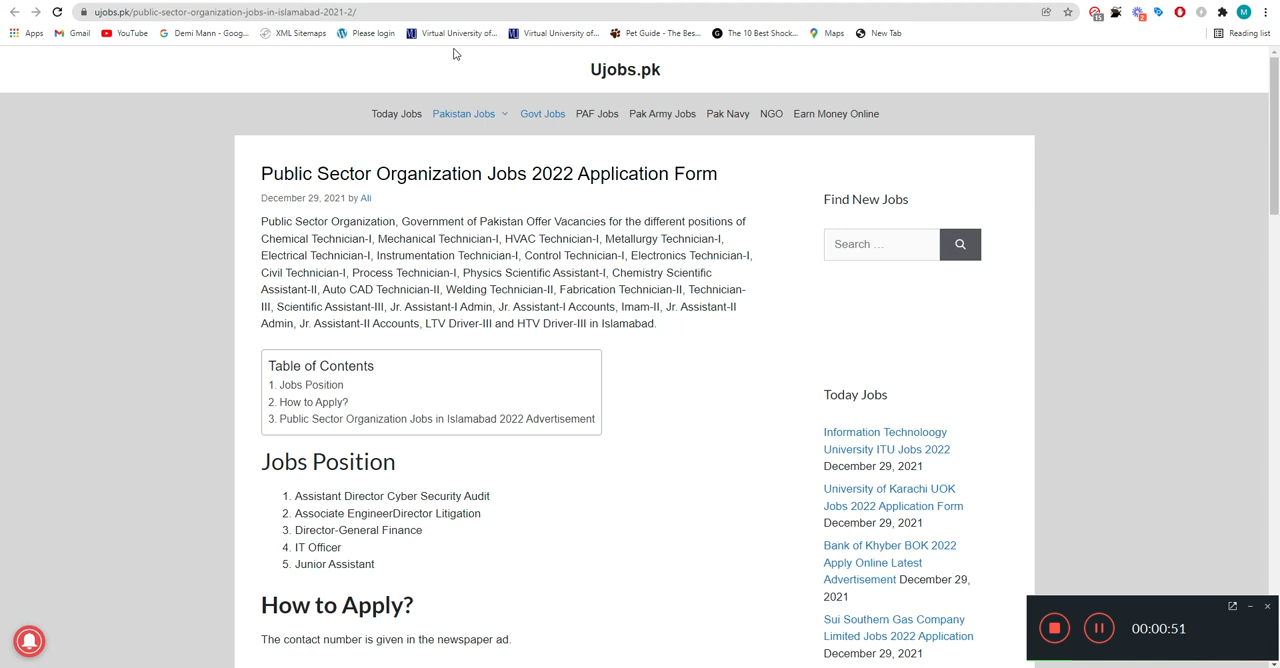 ujobs.pk/public-sector-organization-jobs-in-islamabad-2021-2/
15
2
M
Apps
Gmail
YouTube
Demi Mann - Goog...
XML Sitemaps
Please login
Virtual University of...
Virtual University of...
Pet Guide - The Bes...
The 10 Best Shock...
Maps
New Tab
Reading list
Ujobs.pk
Today Jobs
Pakistan Jobs
Govt Jobs
PAF Jobs
Pak Army Jobs
Pak Navy
NGO
Earn Money Online
Public Sector Organization Jobs 2022 Application Form
December 29, 2021 by Ali
Public Sector Organization, Government of Pakistan Offer Vacancies for the different positions of
Chemical Technician-I, Mechanical Technician-I, HVAC Technician-I, Metallurgy Technician-I,
Electrical Technician-I, Instrumentation Technician-I, Control Technician-I, Electronics Technician-I,
Civil Technician-I, Process Technician-I, Physics Scientific Assistant-I, Chemistry Scientific
Assistant-II, Auto CAD Technician-II, Welding Technician-II, Fabrication Technician-II, Technician-
III, Scientific Assistant-III, Jr. Assistant-I Admin, Jr. Assistant-I Accounts, Imam-II, Jr. Assistant-II
Admin, Jr. Assistant-II Accounts, LTV Driver-III and HTV Driver-III in Islamabad.
Table of Contents
1. Jobs Position
2. How to Apply?
3. Public Sector Organization Jobs in Islamabad 2022 Advertisement
Jobs Position
1. Assistant Director Cyber Security Audit
2. Associate EngineerDirector Litigation
3. Director-General Finance
4. IT Officer
5. Junior Assistant
How to Apply?
The contact number is given in the newspaper ad.
Find New Jobs
Search …
Today Jobs
Information Technoloogy
University ITU Jobs 2022
December 29, 2021
University of Karachi UOK
Jobs 2022 Application Form
December 29, 2021
Bank of Khyber BOK 2022
Apply Online Latest
Advertisement December 29,
2021
Sui Southern Gas Company
Limited Jobs 2022 Application
December 29, 2021
00:00:51